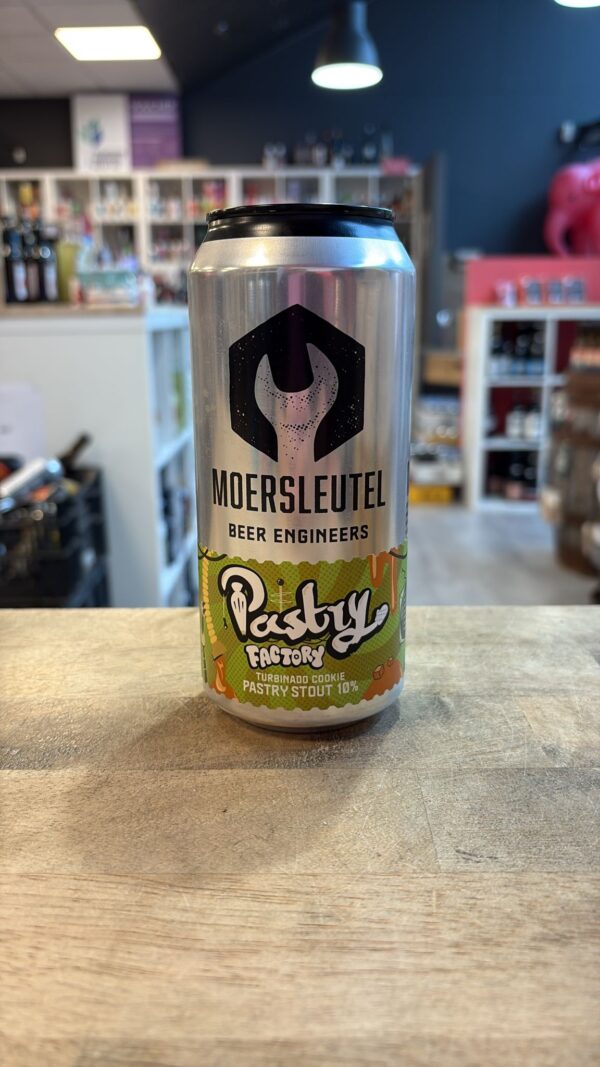 MOERSLEUTEL
BEER ENGINEERS
Pastry
FACTORY
TURBINADO COOKIE
PASTRY STOUT 10%